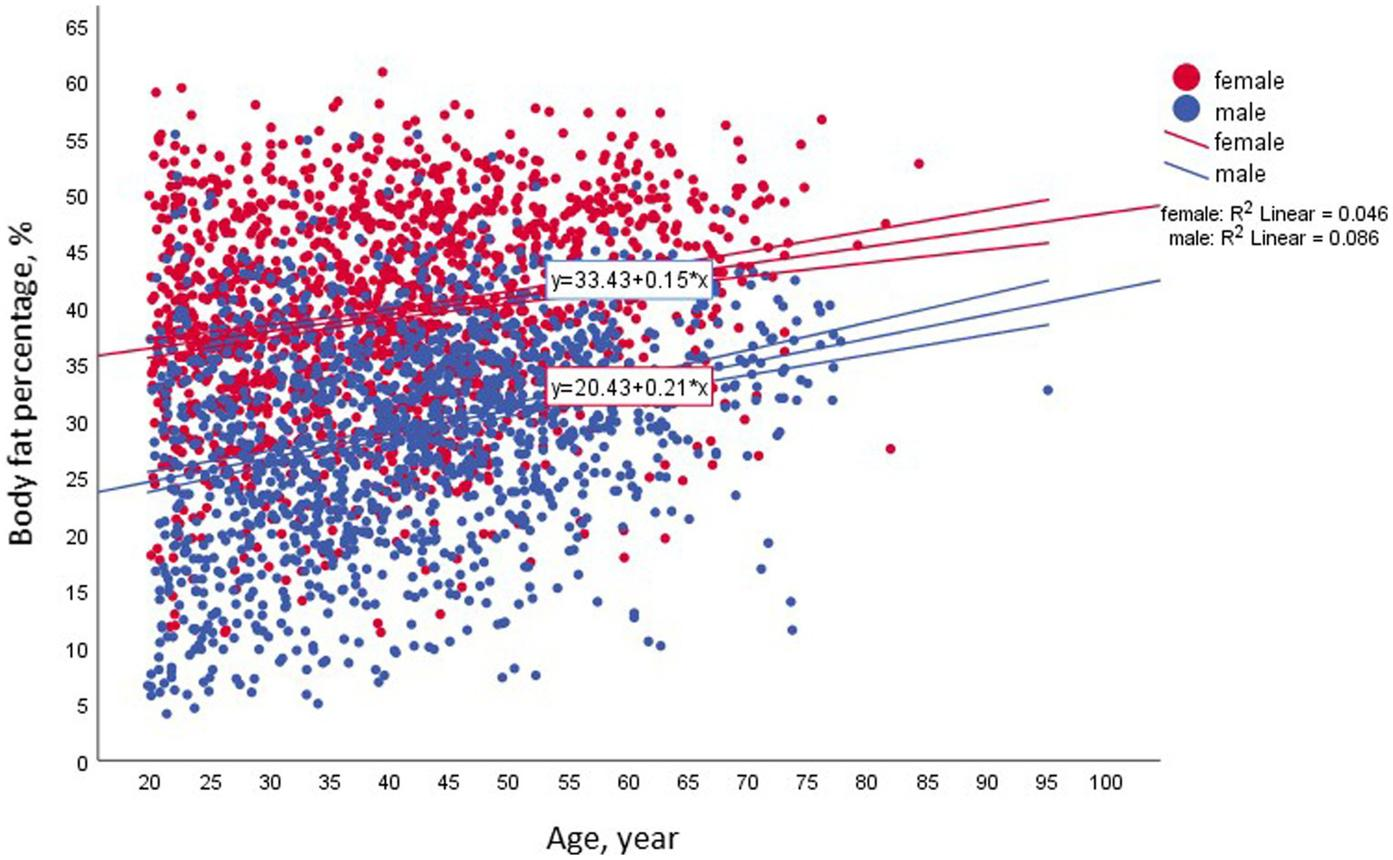 Body fat percentage, %
65
60
55
50
45
40
35
30
25
20
15
10
5
0
y=33.43+0.15*x
y=20.43+0.21*x
20 25 30 35 40 45 50 55 60 65 70 75 80 85 90 95 100
Age, year
female
male
female
male
female: R² Linear = 0.046
male: R² Linear = 0.086